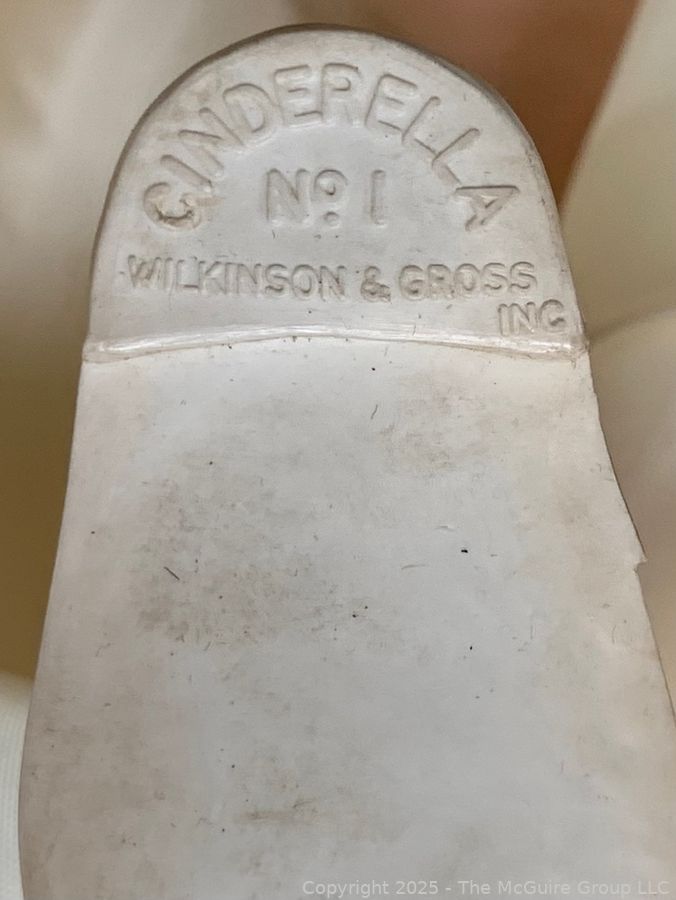 CINDERELLA
Nº 1
WILKINSON & GROSS
INC
Copyright 2025 - The McGuire Group LLC